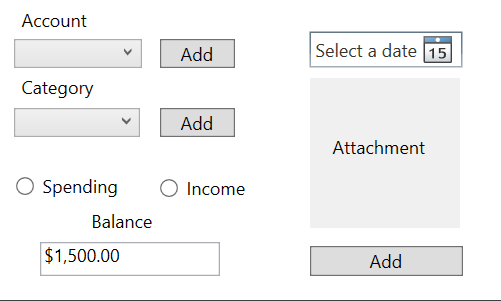 Account
Add
Category
Add
Spending
Income
Balance
$1,500.00
Select a date
15
Attachment
Add